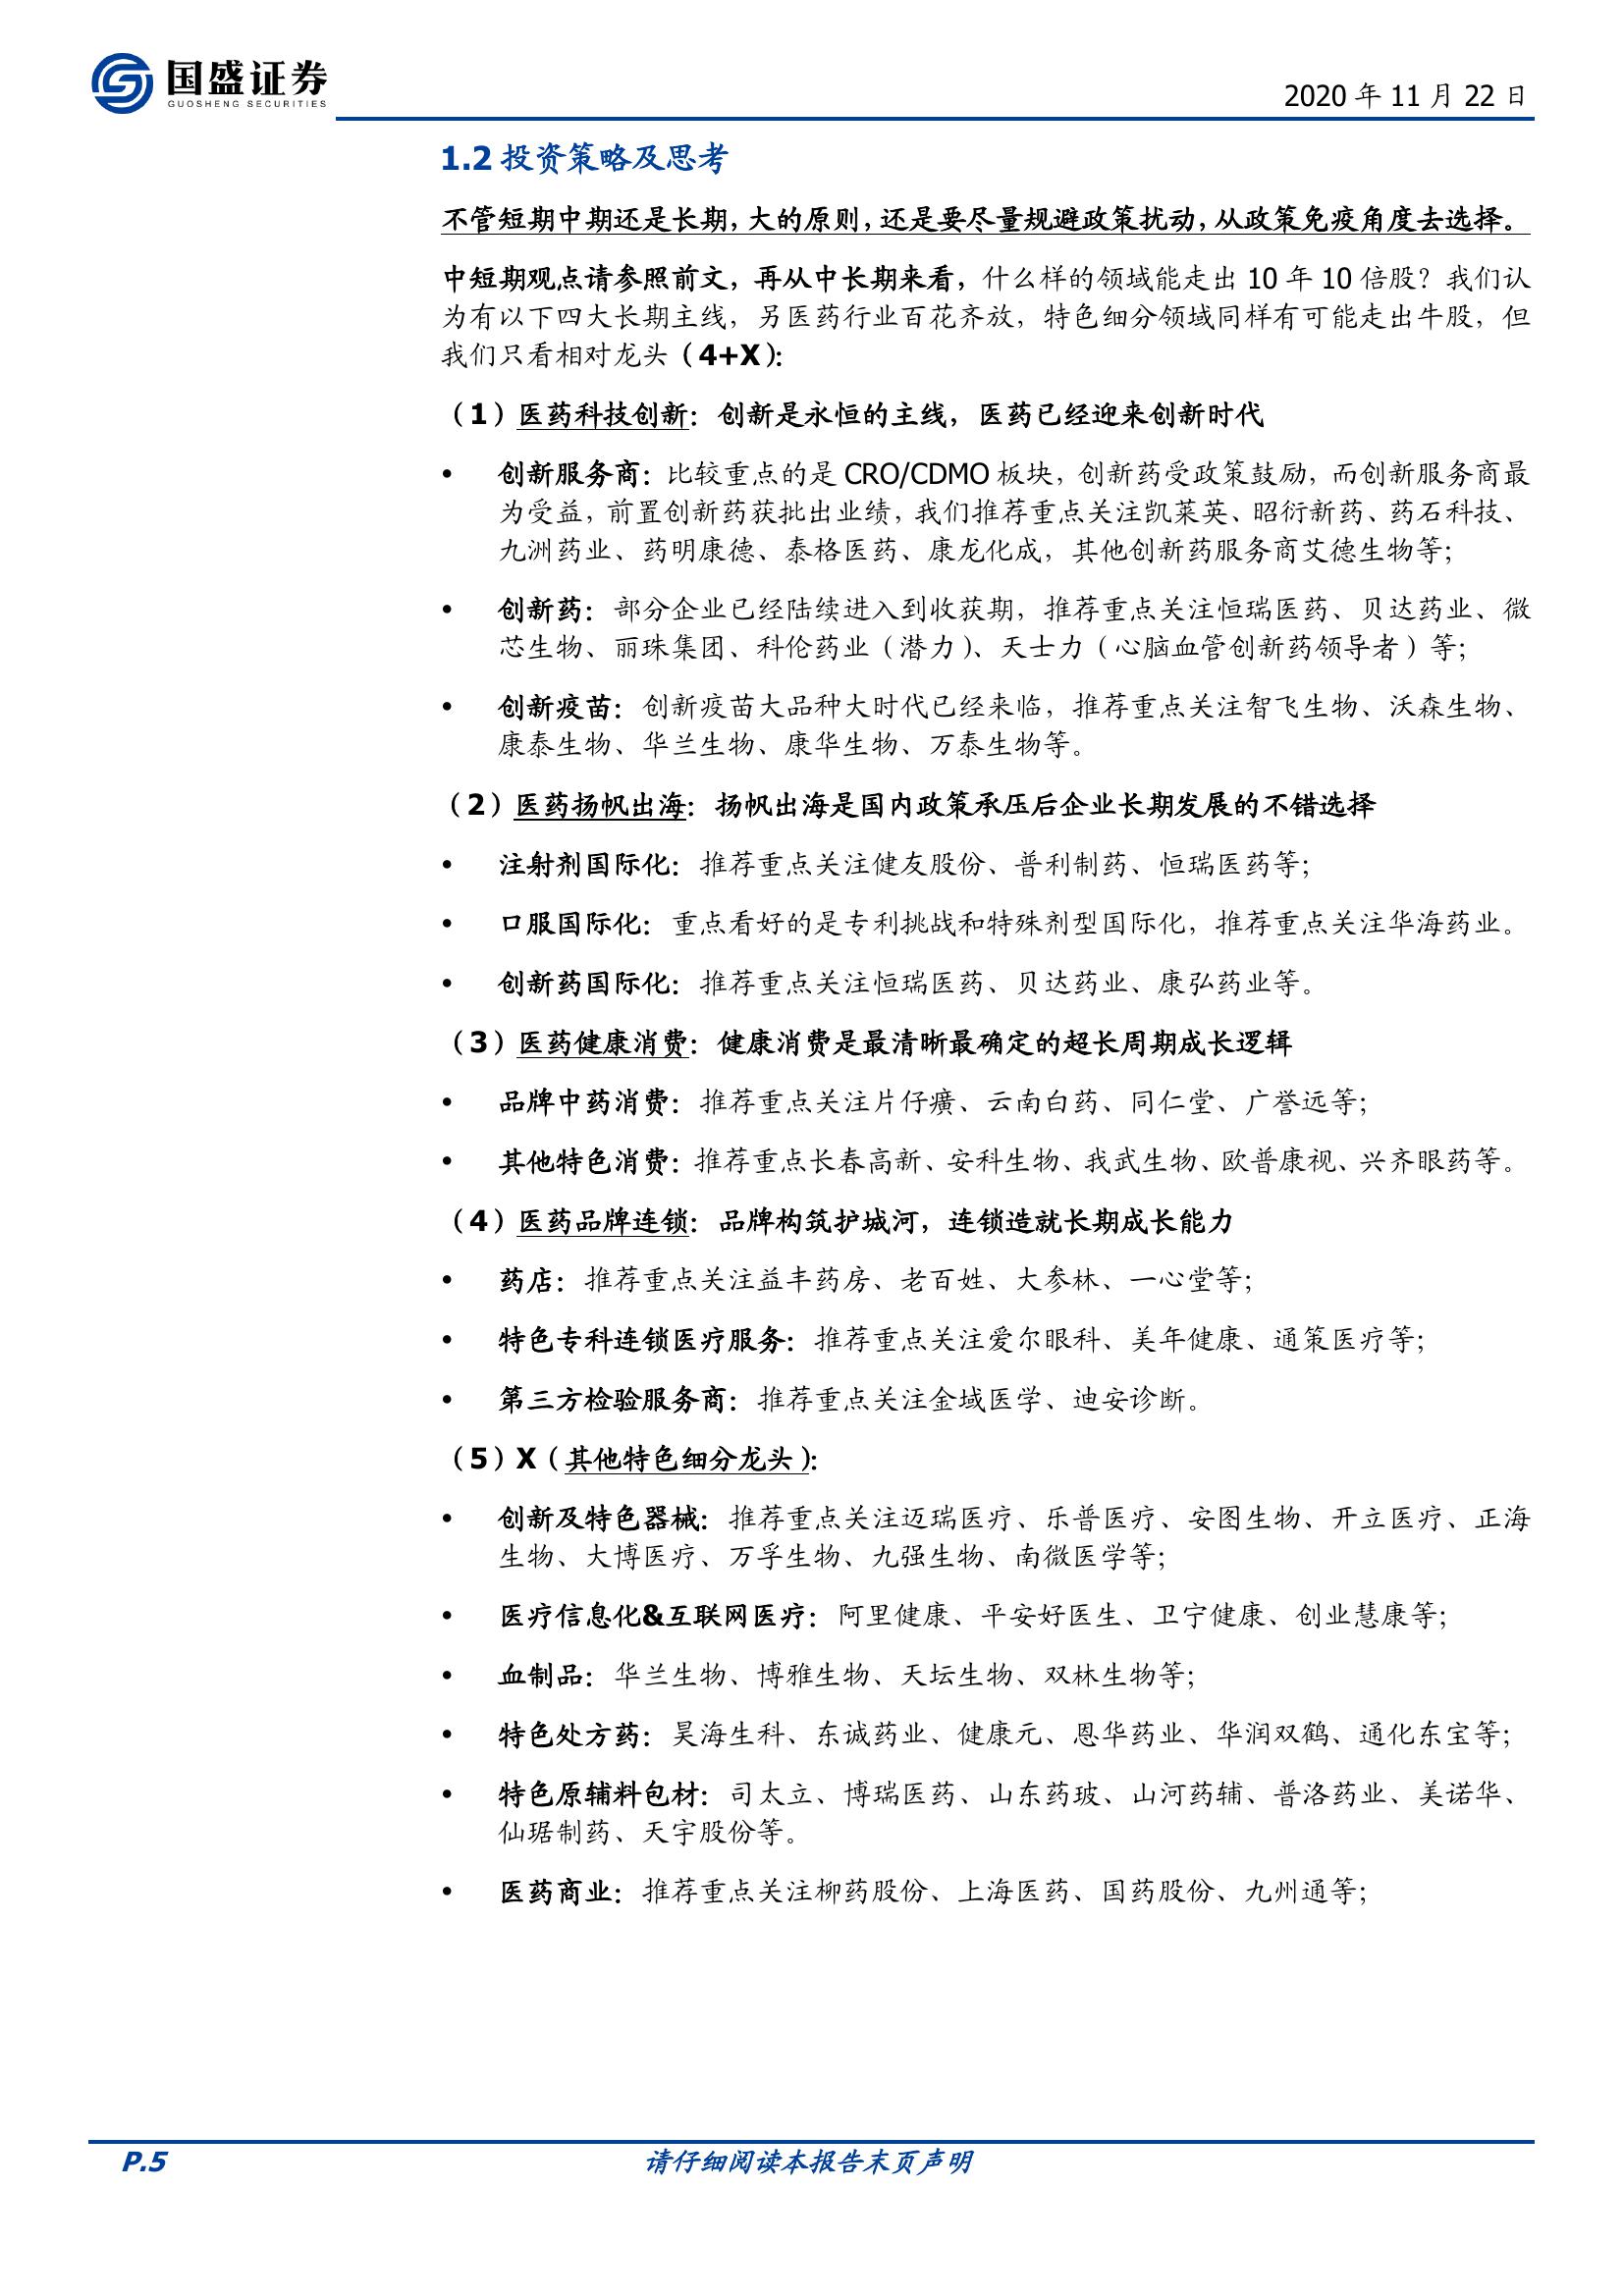 国盛证券
GUOSHENG SECURITIES
2020 年 11 月 22 日
1.2 投资策略及思考
不管短期中期还是长期，大的原则，还是要尽量规避政策扰动，从政策免疫角度去选择。
中短期观点请参照前文，再从中长期来看，什么样的领域能走出 10 年 10 倍股？我们认
为有以下四大长期主线，另医药行业百花齐放，特色细分领域同样有可能走出牛股，但
我们只看相对龙头（4+X）：
（1）医药科技创新：创新是永恒的主线，医药已经迎来创新时代
• 创新服务商：比较重点的是 CRO/CDMO 板块，创新药受政策鼓励，而创新服务商最
为受益，前置创新药获批出业绩，我们推荐重点关注凯莱英、昭衍新药、药石科技、
九洲药业、药明康德、泰格医药、康龙化成，其他创新药服务商艾德生物等；
• 创新药：部分企业已经陆续进入到收获期，推荐重点关注恒瑞医药、贝达药业、微
芯生物、丽珠集团、科伦药业（潜力）、天士力（心脑血管创新药领导者）等；
• 创新疫苗：创新疫苗大品种大时代已经来临，推荐重点关注智飞生物、沃森生物、
康泰生物、华兰生物、康华生物、万泰生物等。
（2）医药扬帆出海：扬帆出海是国内政策承压后企业长期发展的不错选择
• 注射剂国际化：推荐重点关注健友股份、普利制药、恒瑞医药等；
• 口服国际化：重点看好的是专利挑战和特殊剂型国际化，推荐重点关注华海药业。
• 创新药国际化：推荐重点关注恒瑞医药、贝达药业、康弘药业等。
（3）医药健康消费：健康消费是最清晰最确定的超长周期成长逻辑
• 品牌中药消费：推荐重点关注片仔癀、云南白药、同仁堂、广誉远等；
• 其他特色消费：推荐重点长春高新、安科生物、我武生物、欧普康视、兴齐眼药等。
（4）医药品牌连锁：品牌构筑护城河，连锁造就长期成长能力
• 药店：推荐重点关注益丰药房、老百姓、大参林、一心堂等；
• 特色专科连锁医疗服务：推荐重点关注爱尔眼科、美年健康、通策医疗等；
• 第三方检验服务商：推荐重点关注金域医学、迪安诊断。
（5）X（其他特色细分龙头）：
• 创新及特色器械：推荐重点关注迈瑞医疗、乐普医疗、安图生物、开立医疗、正海
生物、大博医疗、万孚生物、九强生物、南微医学等；
• 医疗信息化&互联网医疗：阿里健康、平安好医生、卫宁健康、创业慧康等；
• 血制品：华兰生物、博雅生物、天坛生物、双林生物等；
• 特色处方药：昊海生科、东诚药业、健康元、恩华药业、华润双鹤、通化东宝等；
• 特色原辅料包材：司太立、博瑞医药、山东药玻、山河药辅、普洛药业、美诺华、
仙琚制药、天宇股份等。
• 医药商业：推荐重点关注柳药股份、上海医药、国药股份、九州通等；
P.5
请仔细阅读本报告末页声明